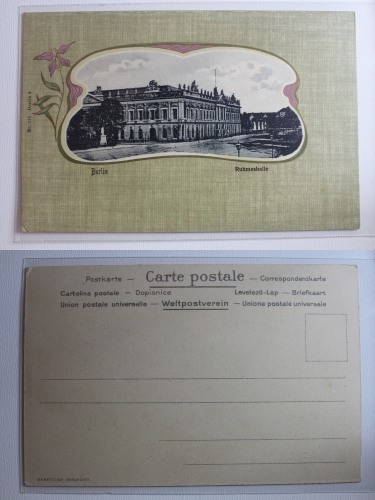 Berlin
Ruhmeshalle
Postkarte — Carte postale — Correspondenzkarte
Cartolina postale — Dopisnice Levelező-Lap — Briefkaart
Union postale universelle — Weltpostverein — Unione postale universale